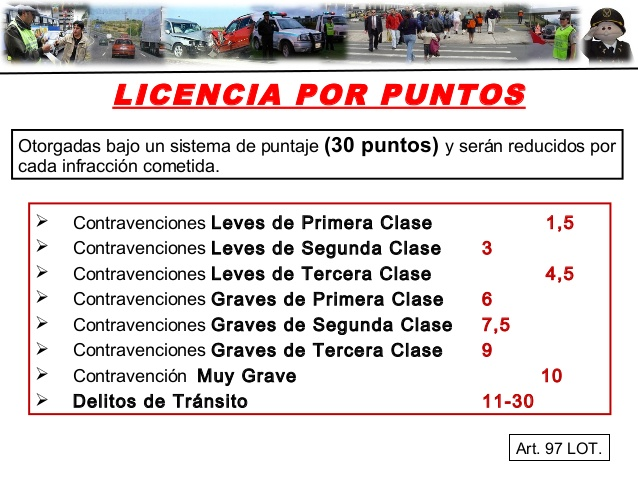 LICENCIA POR PUNTOS
Otorgadas bajo un sistema de puntaje (30 puntos) y serán reducidos por
cada infracción cometida.
Contravenciones Leves de Primera Clase 1,5
Contravenciones Leves de Segunda Clase 3
Contravenciones Leves de Tercera Clase 4,5
Contravenciones Graves de Primera Clase 6
Contravenciones Graves de Segunda Clase 7,5
Contravenciones Graves de Tercera Clase 9
Contravención Muy Grave 10
Delitos de Tránsito 11-30
Art. 97 LOT.